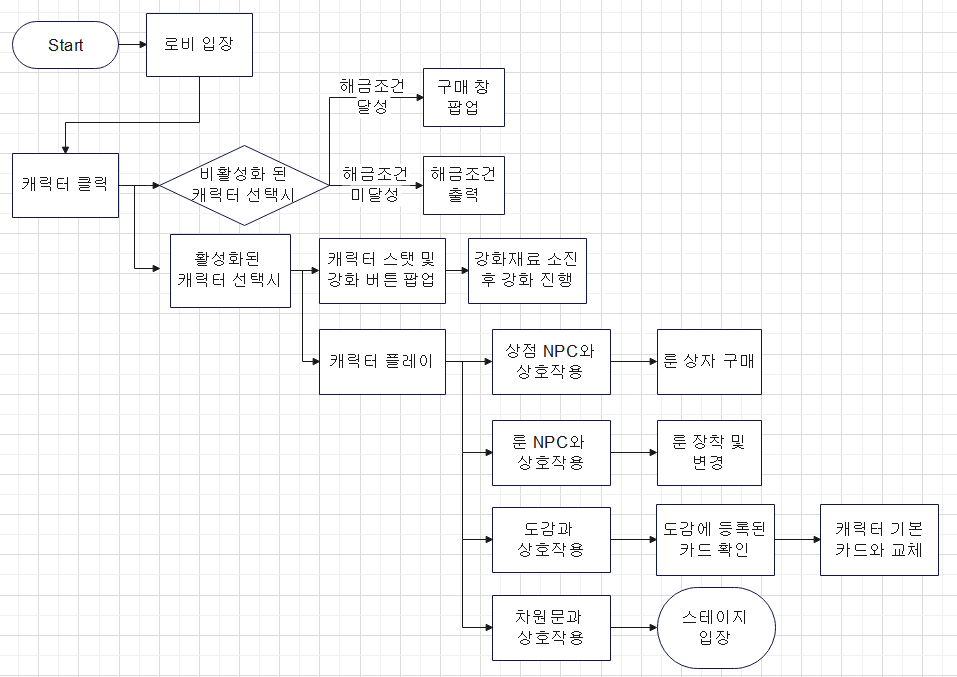 Start
로비 입장
해금조건
달성
구매 창
팝업
캐릭터 클릭
비활성화 된
캐력터 선택시
해금조건
미달성
해금조건
출력
활성화된
캐릭터 선택시
캐릭터 스탯 및
강화 버튼 팝업
강화재료 소진
후 강화 진행
캐릭터 플레이
상점 NPC와
상호작용
룬 상자 구매
룬 NPC와
상호작용
룬 장착 및
변경
도감과
상호작용
도감에 등록된
카드 확인
캐릭터 기본
카드와 교체
차원문과
상호작용
스테이지
입장